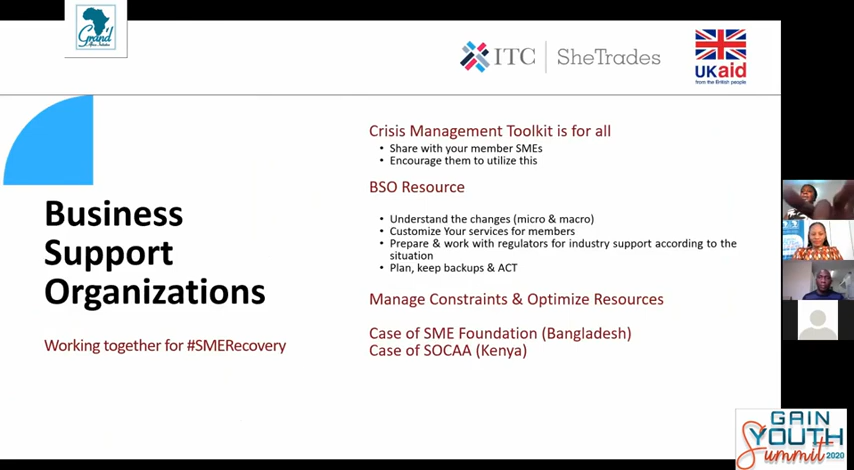 Grand
ITC
SheTrades
UKaid
from the British people
Crisis Management Toolkit is for all
• Share with your member SMEs
• Encourage them to utilize this
BSO Resource
• Understand the changes (micro & macro)
• Customize Your services for members
• Prepare & work with regulators for industry support according to the
situation
• Plan, keep backups & ACT
Manage Constraints & Optimize Resources
Case of SME Foundation (Bangladesh)
Case of SOCAA (Kenya)
Business
Support
Organizations
Working together for #SMERecovery
GAIN
YOUTH
Summit 2020